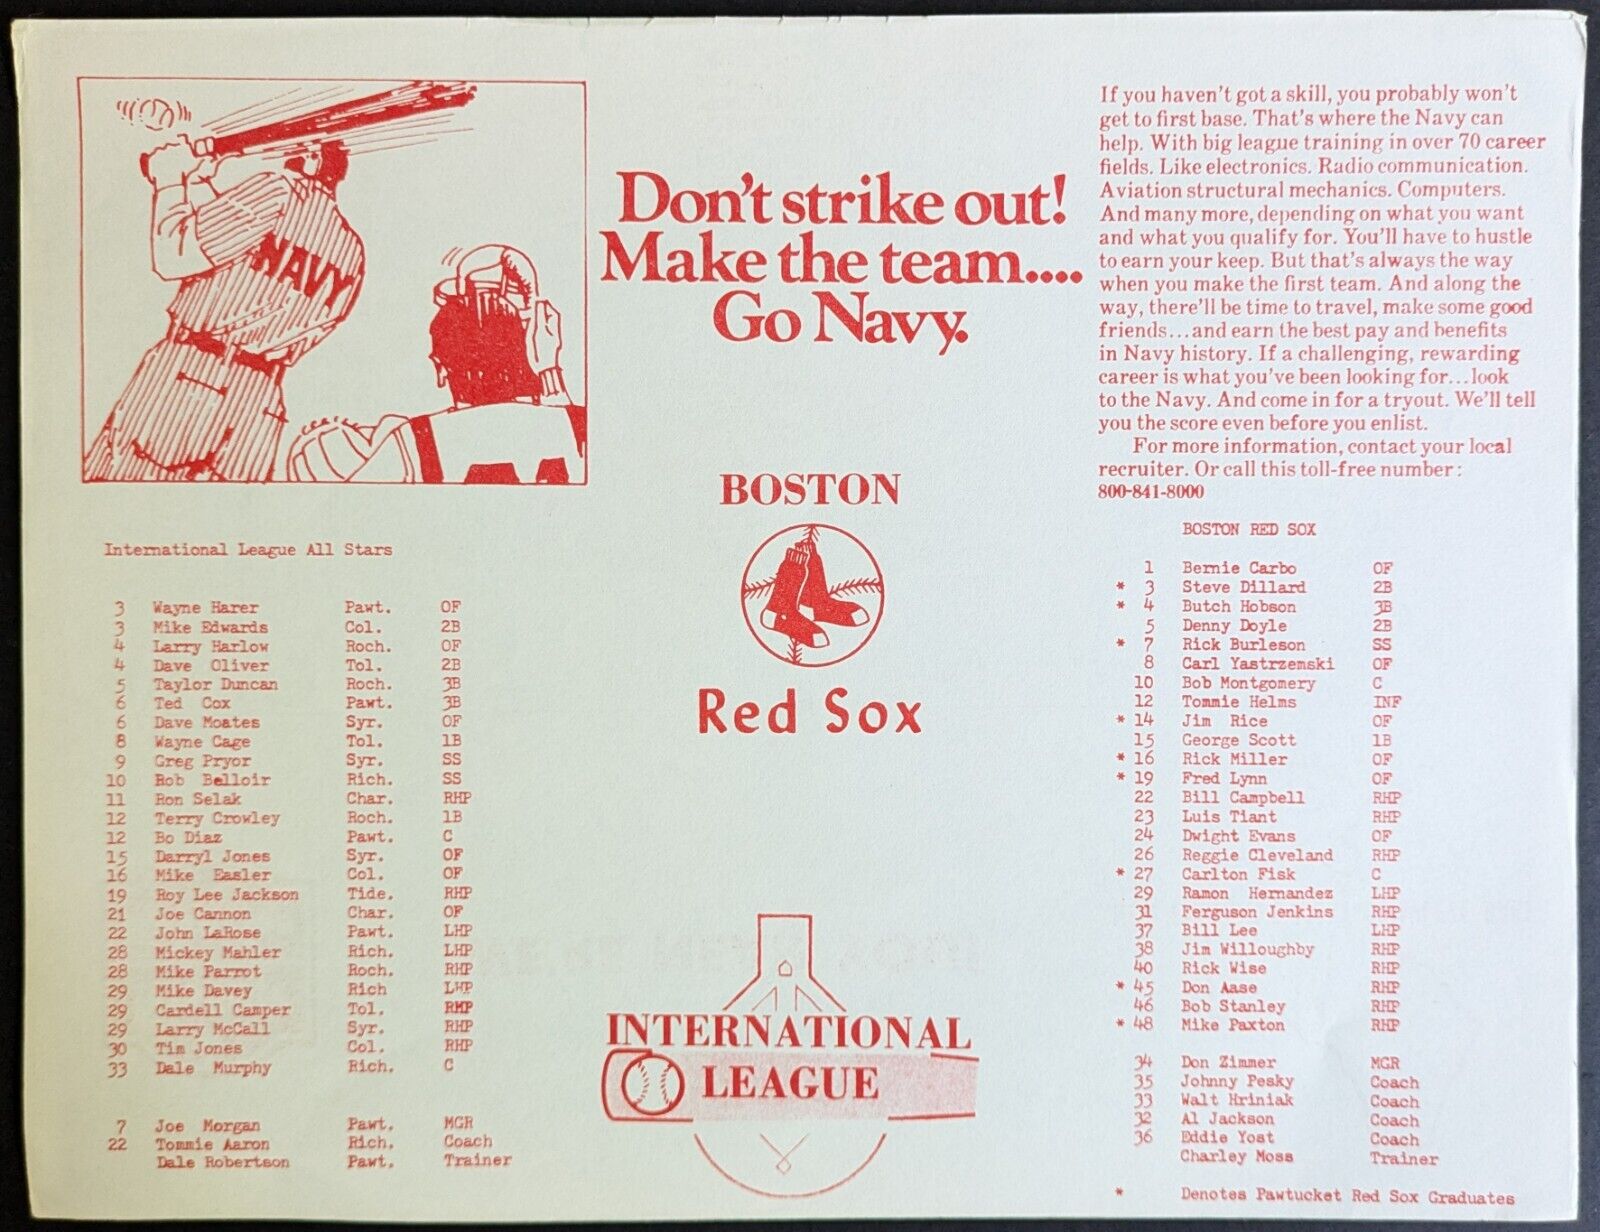 NAVY
Don't strike out!
Make the team....
Go Navy.
If you haven't got a skill, you probably won't
get to first base. That's where the Navy can
help. With big league training in over 70 career
fields. Like electronics. Radio communication.
Aviation structural mechanics. Computers.
And many more, depending on what you want
and what you qualify for. You'll have to hustle
to earn your keep. But that's always the way
when you make the first team. And along the
way, there'll be time to travel, make some good
friends...and earn the best pay and benefits
in Navy history. If a challenging, rewarding
career is what you've been looking for...look
to the Navy. And come in for a tryout. We'll tell
you the score even before you enlist.
For more information, contact your local
recruiter. Or call this toll-free number:
800-841-8000
International League All Stars
3 Wayne Harer Pawt. OF
3 Mike Edwards Col. 2B
4 Larry Harlow Roch. OF
4 Dave Oliver Tol. 2B
5 Taylor Duncan Roch. 3B
6 Ted Cox Pawt. 3B
6 Dave Moates Syr. OF
8 Wayne Cage Tol. 1B
9 Greg Pryor Syr. SS
10 Rob Belloir Rich. SS
11 Ron Selak Char. RHP
12 Terry Crowley Roch. 1B
12 Bo Diaz Pawt. C
15 Darryl Jones Syr. OF
16 Mike Easler Col. OF
19 Roy Lee Jackson Tide. RHP
21 Joe Cannon Char. OF
22 John LaRose Pawt. LHP
28 Mickey Mahler Rich. LHP
28 Mike Parrot Roch. RHP
29 Mike Davey Rich LHP
29 Cardell Camper Tol. RHP
29 Larry McCall Syr. RHP
30 Tim Jones Col. RHP
33 Dale Murphy Rich. C
7 Joe Morgan Pawt. MGR
22 Tommie Aaron Rich. Coach
Dale Robertson Pawt. Trainer
BOSTON
Red Sox
INTERNATIONAL
LEAGUE
BOSTON RED SOX
1 Bernie Carbo OF
* 3 Steve Dillard 2B
* 4 Butch Hobson 3B
5 Denny Doyle 2B
* 7 Rick Burleson SS
8 Carl Yastrzemski OF
10 Bob Montgomery C
12 Tommie Helms INF
* 14 Jim Rice OF
15 George Scott 1B
* 16 Rick Miller OF
* 19 Fred Lynn OF
22 Bill Campbell RHP
23 Luis Tiant RHP
24 Dwight Evans OF
26 Reggie Cleveland RHP
* 27 Carlton Fisk C
29 Ramon Hernandez LHP
31 Ferguson Jenkins RHP
37 Bill Lee LHP
38 Jim Willoughby RHP
40 Rick Wise RHP
* 45 Don Aase RHP
46 Bob Stanley RHP
* 48 Mike Paxton RHP
34 Don Zimmer MGR
35 Johnny Pesky Coach
33 Walt Hriniak Coach
32 Al Jackson Coach
36 Eddie Yost Coach
Charley Moss Trainer
* Denotes Pawtucket Red Sox Graduates